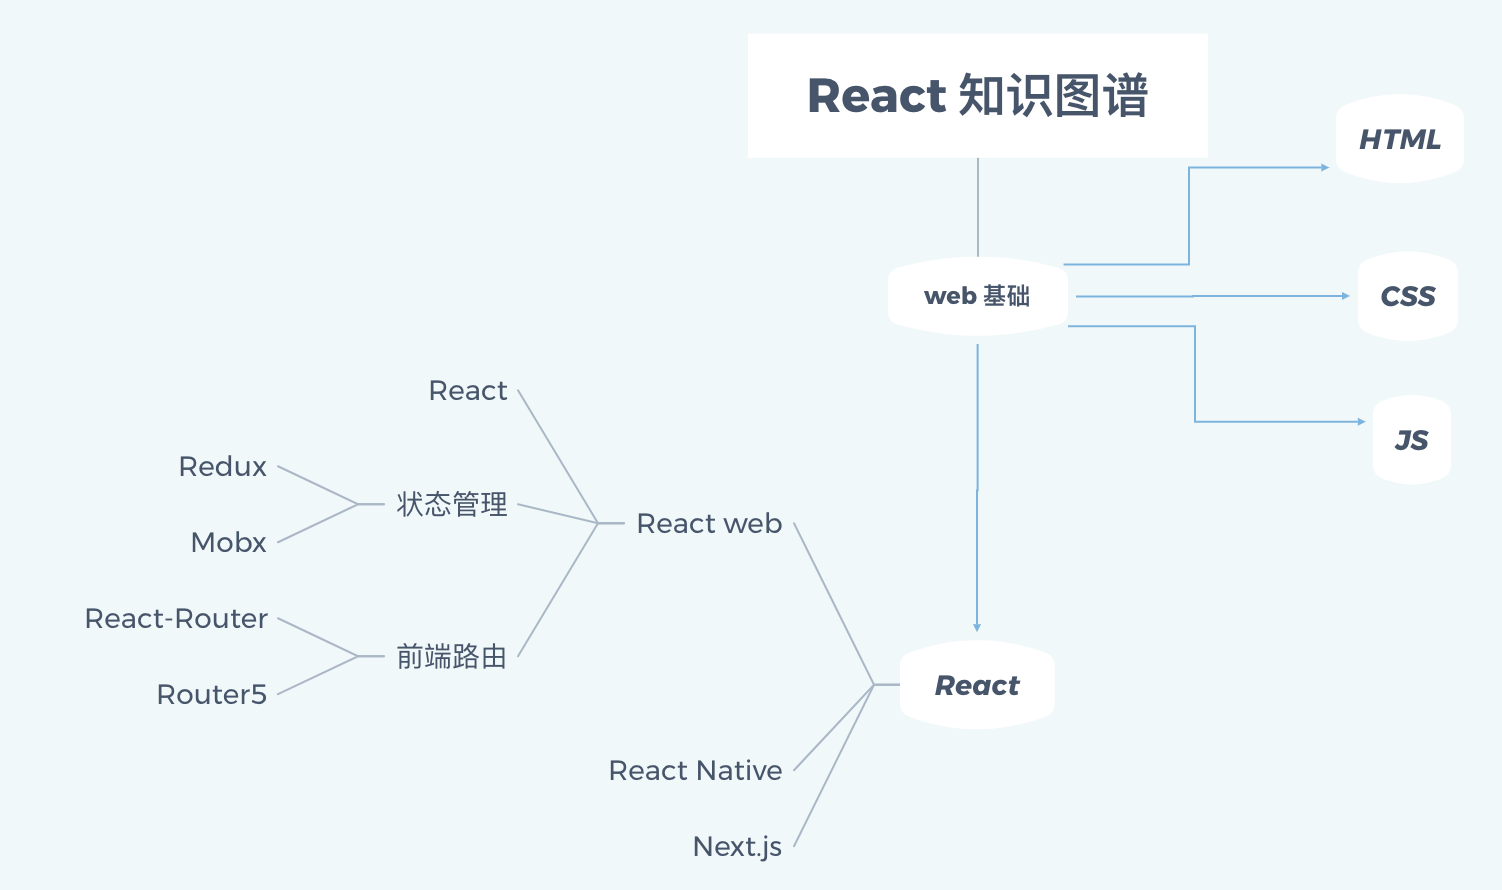 React 知识图谱
HTML
web 基础
CSS
JS
React
Redux
状态管理
Mobx
React web
React-Router
前端路由
Router5
React
React Native
Next.js